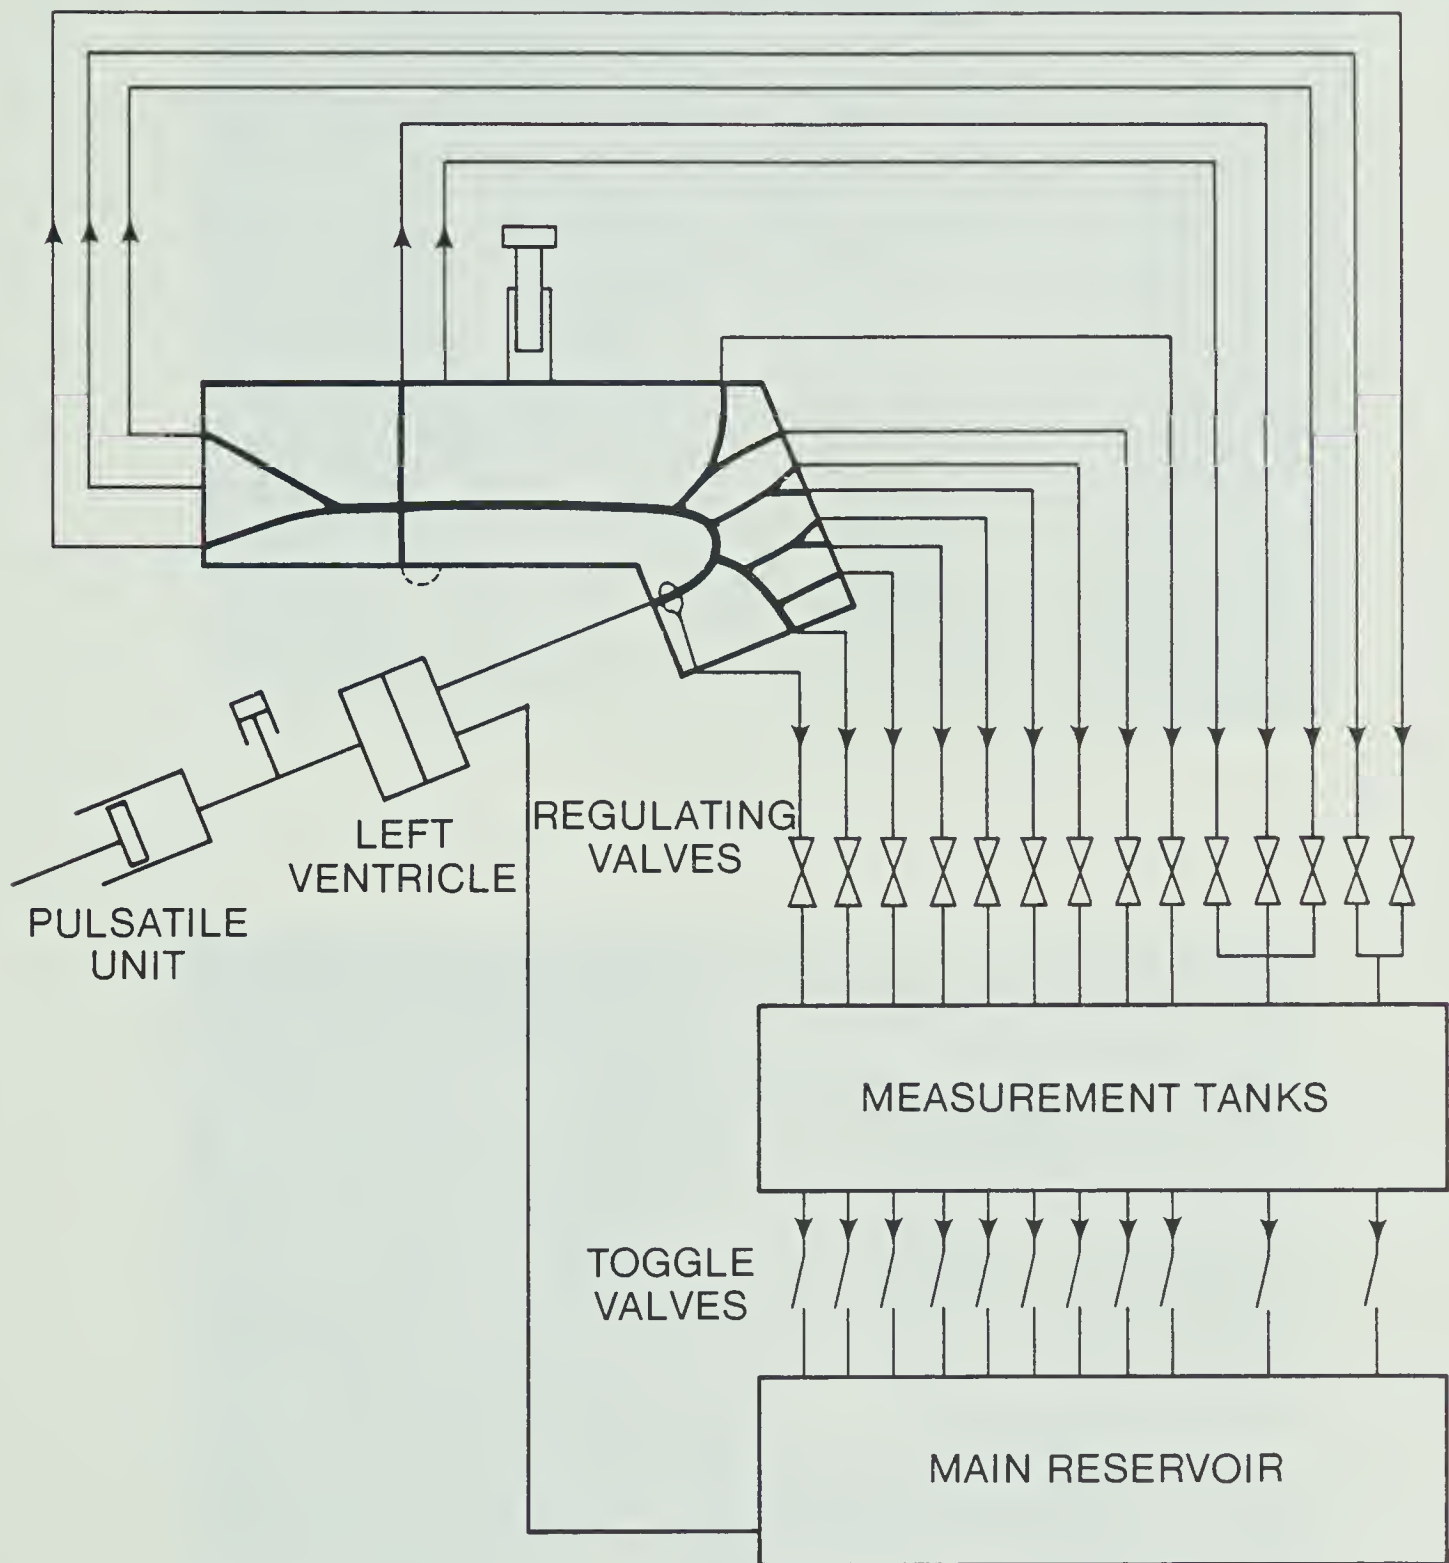 REGULATING
VALVES
LEFT
VENTRICLE
PULSATILE
UNIT
MEASUREMENT TANKS
TOGGLE
VALVES
MAIN RESERVOIR